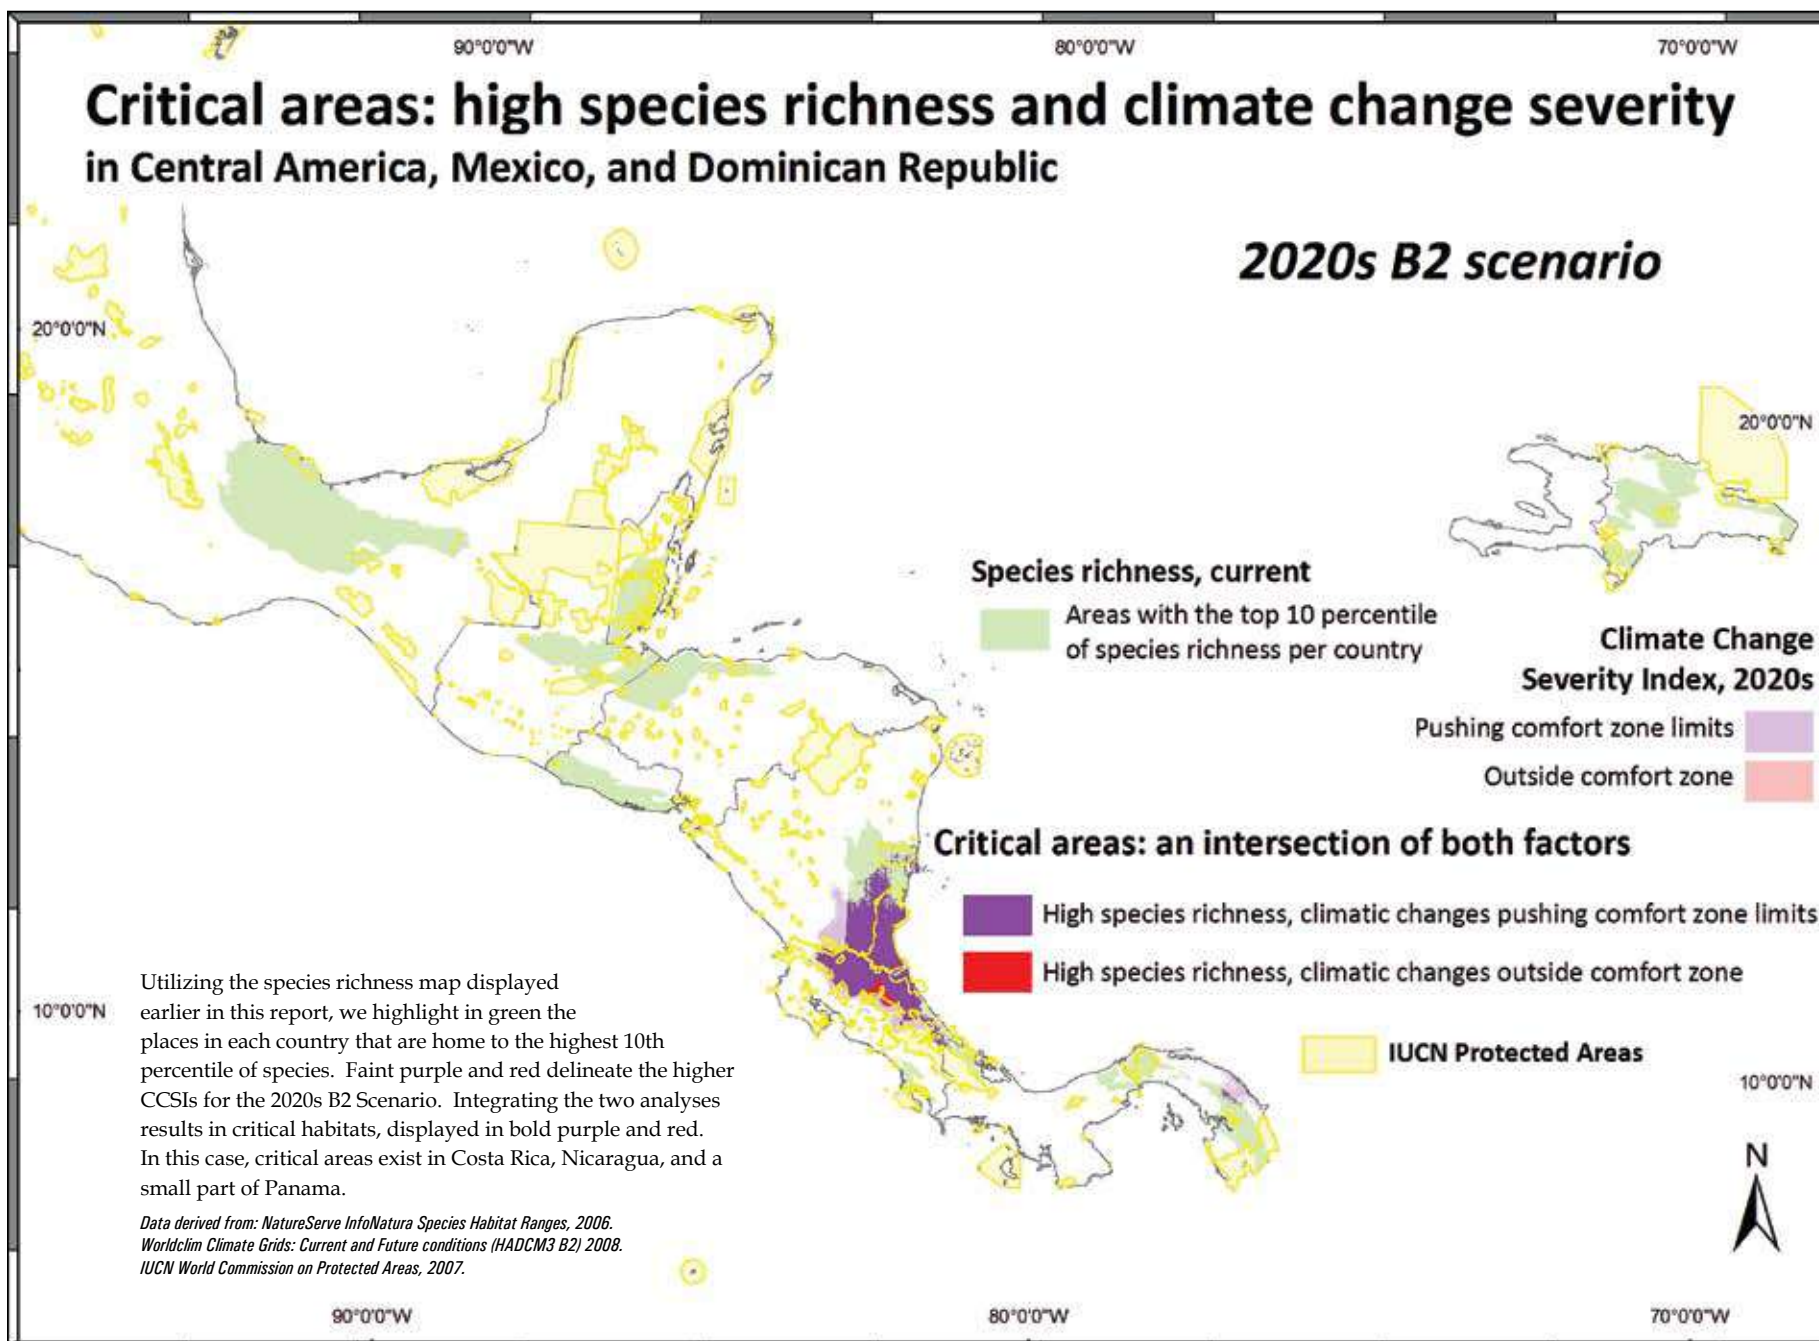 90°0'0"W
80°0'0"W
70°0'0"W
Critical areas: high species richness and climate change severity
in Central America, Mexico, and Dominican Republic
2020s B2 scenario
20°0'0"N
20°0'0"N
Species richness, current
Areas with the top 10 percentile
of species richness per country
Climate Change
Severity Index, 2020s
Pushing comfort zone limits
Outside comfort zone
Critical areas: an intersection of both factors
High species richness, climatic changes pushing comfort zone limits
High species richness, climatic changes outside comfort zone
IUCN Protected Areas
Utilizing the species richness map displayed
earlier in this report, we highlight in green the
places in each country that are home to the highest 10th
percentile of species. Faint purple and red delineate the higher
CCSIs for the 2020s B2 Scenario. Integrating the two analyses
results in critical habitats, displayed in bold purple and red.
In this case, critical areas exist in Costa Rica, Nicaragua, and a
small part of Panama.
Data derived from: NatureServe InfoNatura Species Habitat Ranges, 2006.
Worldclim Climate Grids: Current and Future conditions (HADCM3 B2) 2008.
IUCN World Commission on Protected Areas, 2007.
10°0'0"N
10°0'0"N
N
90°0'0"W
80°0'0"W
70°0'0"W